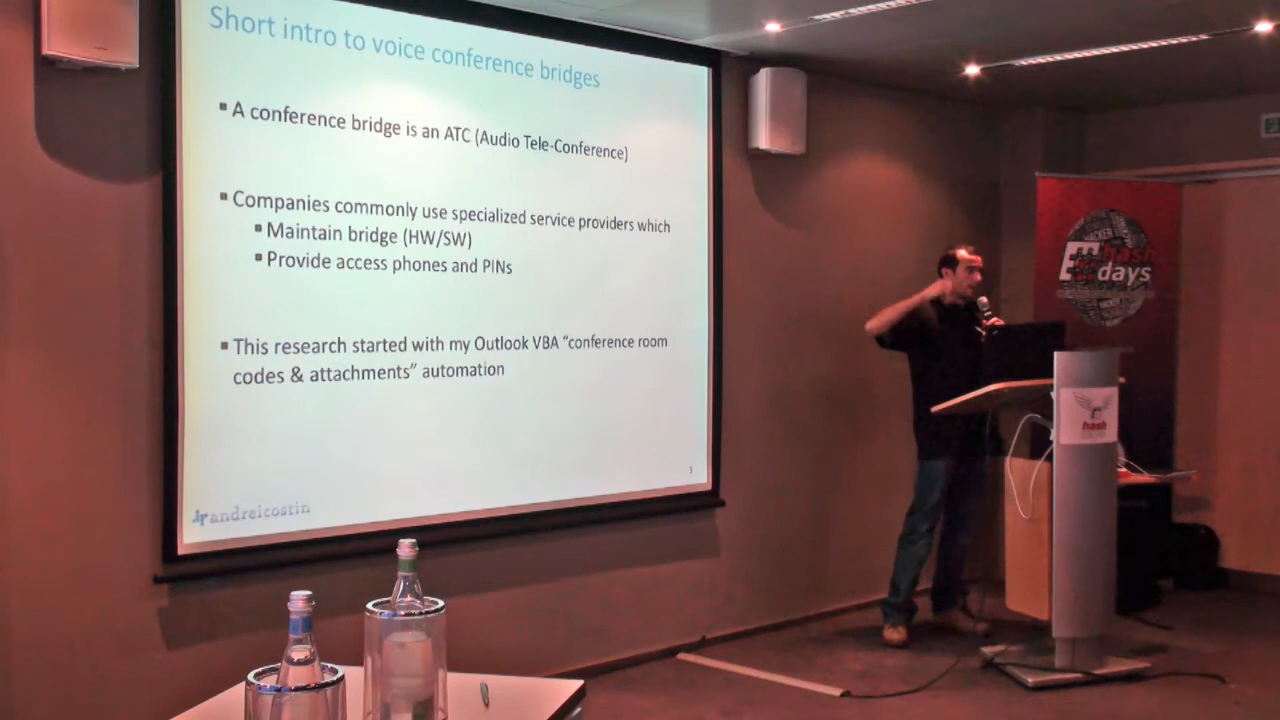 Short intro to voice conference bridges
▪ A conference bridge is an ATC (Audio Tele-Conference)
▪ Companies commonly use specialized service providers which
▪ Maintain bridge (HW/SW)
▪ Provide access phones and PINs
▪ This research started with my Outlook VBA “conference room
codes & attachments” automation
3
andreicostin
HACKER
hash
days
hash